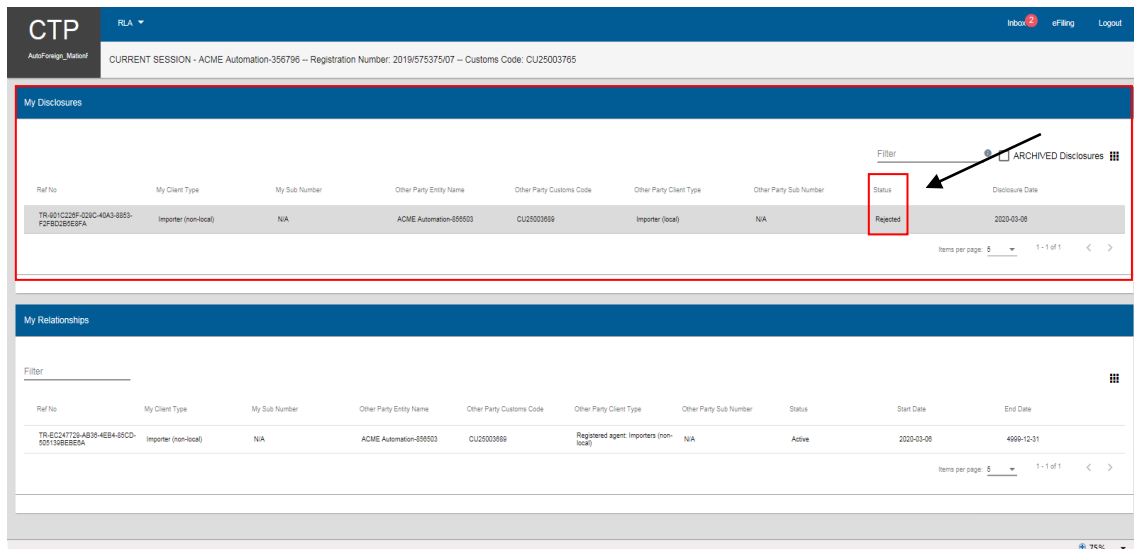 CTP
RLA
Inbox 2 eFiling Logout
AutoForeign_MationF
CURRENT SESSION - ACME Automation-356796 -- Registration Number: 2019/575375/07 -- Customs Code: CU25003765
My Disclosures
Filter ARCHIVED Disclosures
Ref No My Client Type My Sub Number Other Party Entity Name Other Party Customs Code Other Party Client Type Other Party Sub Number Status Disclosure Date
TR-901C226F-029C-40A3-8853-
F2FBD2B5E8FA Importer (non-local) N/A ACME Automation-856503 CU25003689 Importer (local) N/A Rejected 2020-03-06
Items per page: 5 1 - 1 of 1
My Relationships
Filter
Ref No My Client Type My Sub Number Other Party Entity Name Other Party Customs Code Other Party Client Type Other Party Sub Number Status Start Date End Date
TR-EC247729-AB36-4EB4-85CD-
505139BEBE6A Importer (non-local) N/A ACME Automation-856503 CU25003689 Registered agent: Importers (non-
local) N/A Active 2020-03-06 4999-12-31
Items per page: 5 1 - 1 of 1
75%